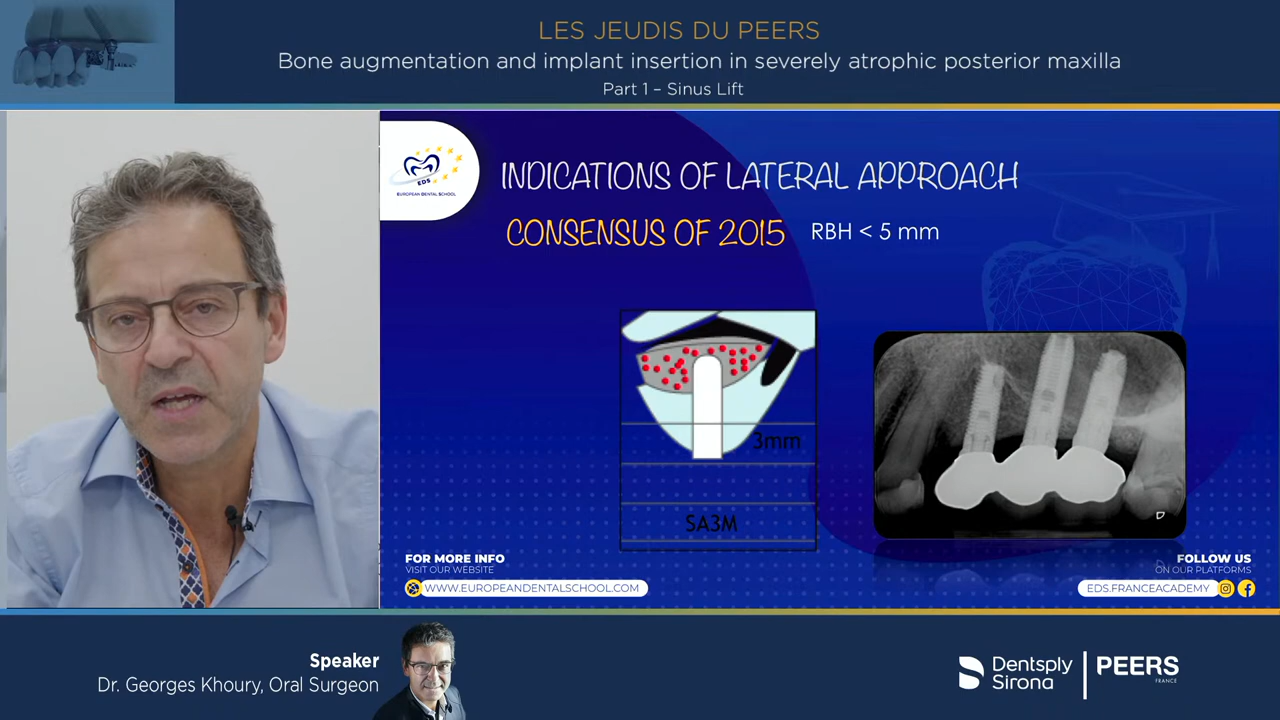 LES JEUDIS DU PEERS
Bone augmentation and implant insertion in severely atrophic posterior maxilla
Part 1 – Sinus Lift
EDS
EUROPEAN DENTAL SCHOOL
INDICATIONS OF LATERAL APPROACH
CONSENSUS OF 2015 RBH < 5 mm
3mm
SA3M
D
FOR MORE INFO
VISIT OUR WEBSITE
WWW.EUROPEANDENTALSCHOOL.COM
FOLLOW US
ON OUR PLATFORMS
EDS.FRANCEACADEMY
Speaker
Dr. Georges Khoury, Oral Surgeon
Dentsply
Sirona
PEERS
FRANCE